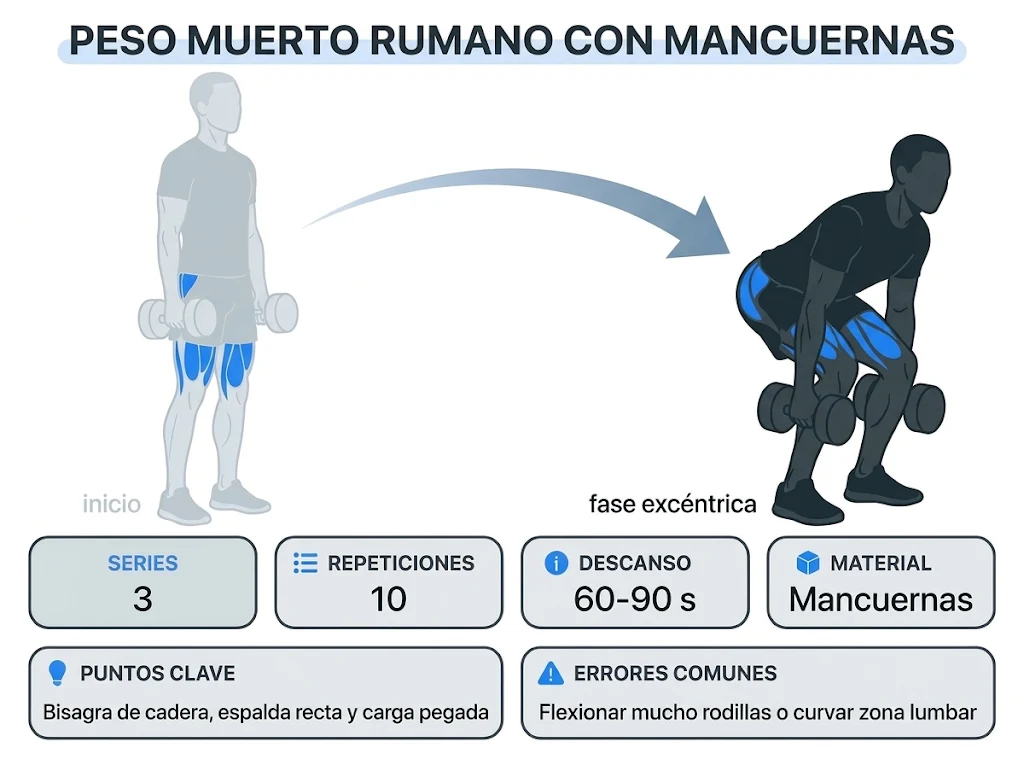 PESO MUERTO RUMANO CON MANCUERNAS
inicio
fase excéntrica
SERIES
3
REPETICIONES
10
DESCANSO
60-90 s
MATERIAL
Mancuernas
PUNTOS CLAVE
Bisagra de cadera, espalda recta y carga pegada
ERRORES COMUNES
Flexionar mucho rodillas o curvar zona lumbar